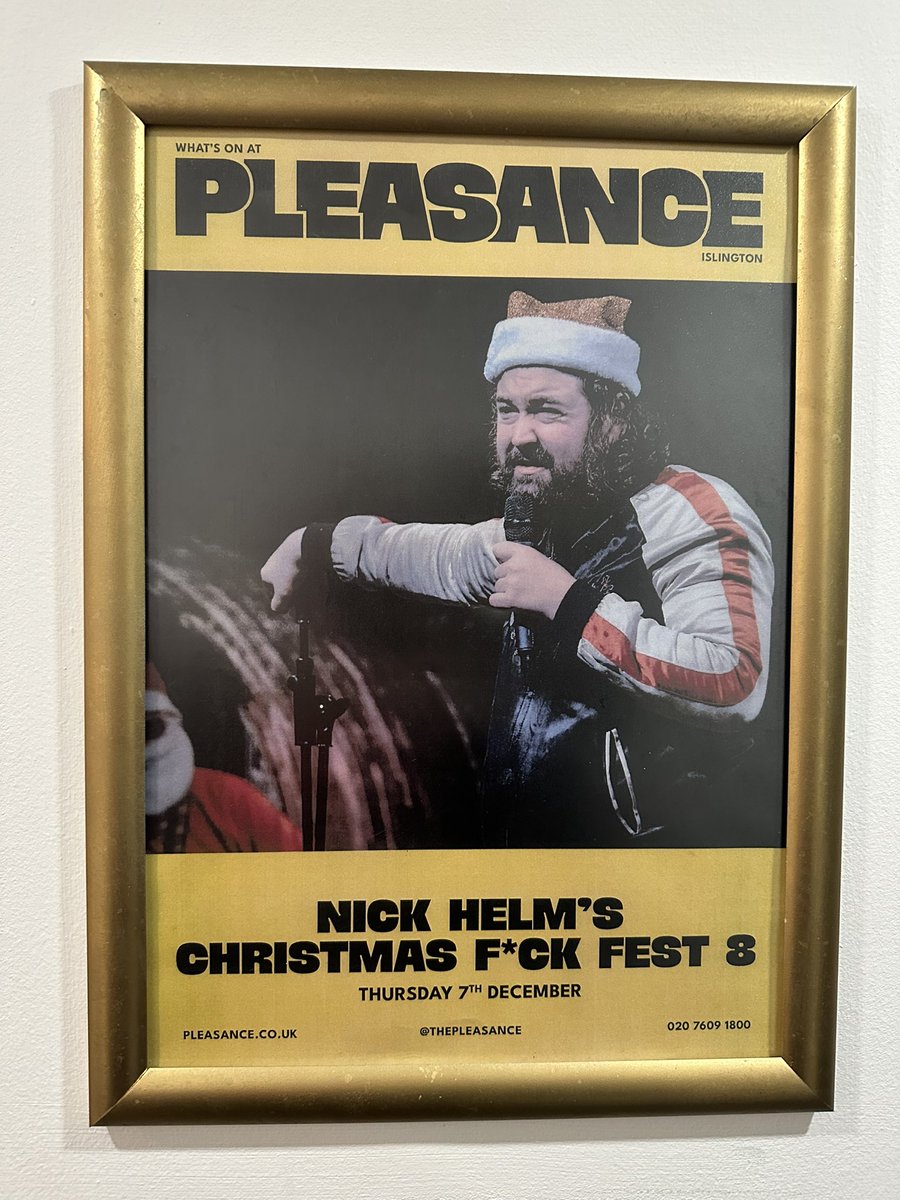 WHAT'S ON AT
PLEASANCE
ISLINGTON
NICK HELM'S
CHRISTMAS F*CK FEST 8
THURSDAY 7TH DECEMBER
PLEASANCE.CO.UK @THEPLEASANCE 020 7609 1800